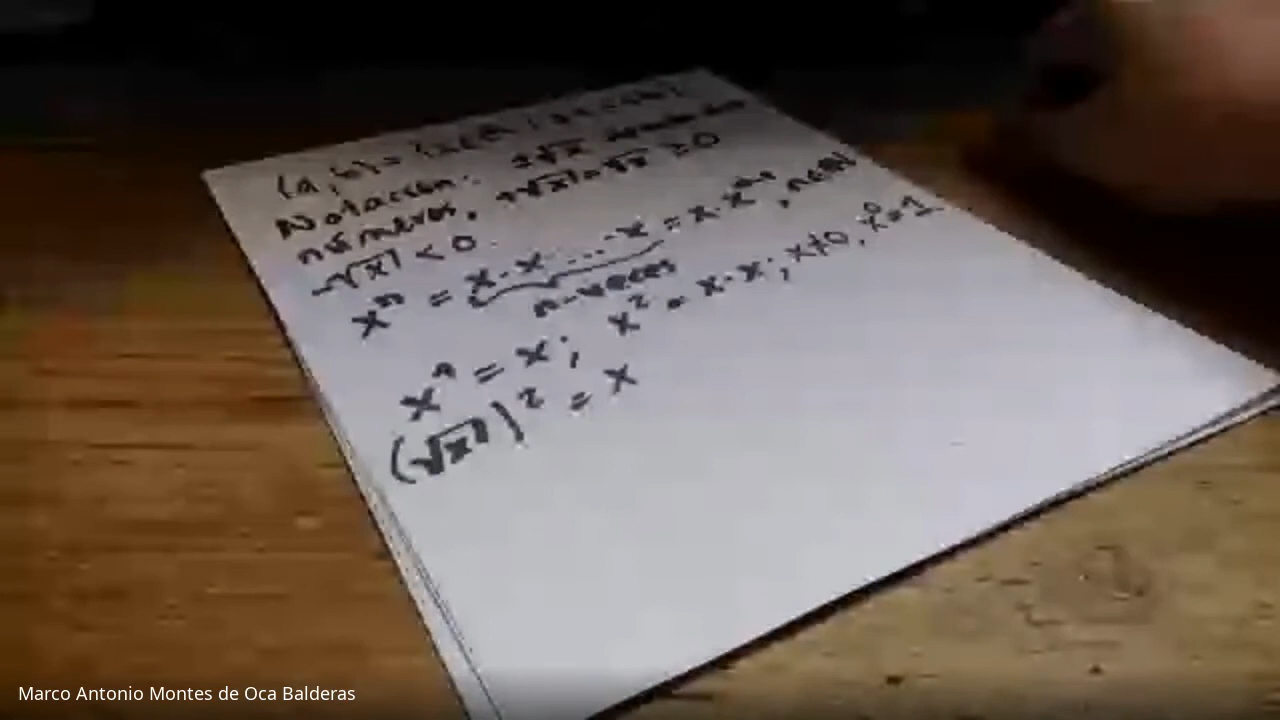 Notación: ±√x
números, +√x = √x ≥ 0
-√x < 0.
xⁿ = x·x·...·x = x·xⁿ⁻¹, n∈ℕ
n-veces
x¹ = x; x² = x·x; x≠0, x⁰=1
(√x)² = x
Marco Antonio Montes de Oca Balderas